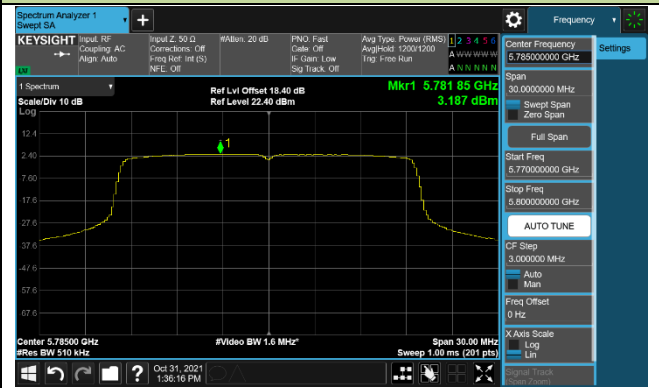 Spectrum Analyzer 1
Swept SA
+
Frequency
KEYSIGHT
Input: RF
Coupling: AC
Align: Auto
Input Z: 50 Ω
Corrections: Off
Freq Ref: Int (S)
NFE: Off
#Atten: 20 dB
PNO: Fast
Gate: Off
IF Gain: Low
Sig Track: Off
Avg Type: Power (RMS)
Avg|Hold: 1200/1200
Trig: Free Run
1 2 3 4 5 6
A W W W W W
A N N N N N
LXI
1 Spectrum
Scale/Div 10 dB
Log
Ref Lvl Offset 18.40 dB
Ref Level 22.40 dBm
Mkr1 5.781 85 GHz
3.187 dBm
1
12.4
2.40
-7.60
-17.6
-27.6
-37.6
-47.6
-57.6
-67.6
Center 5.78500 GHz
#Res BW 510 kHz
#Video BW 1.6 MHz*
Span 30.00 MHz
Sweep 1.00 ms (201 pts)
Center Frequency
5.785000000 GHz
Settings
Span
30.0000000 MHz
Swept Span
Zero Span
Full Span
Start Freq
5.770000000 GHz
Stop Freq
5.800000000 GHz
AUTO TUNE
CF Step
3.000000 MHz
Auto
Man
Freq Offset
0 Hz
X Axis Scale
Log
Lin
Signal Track
(Span Zoom)
?
Oct 31, 2021
1:36:16 PM